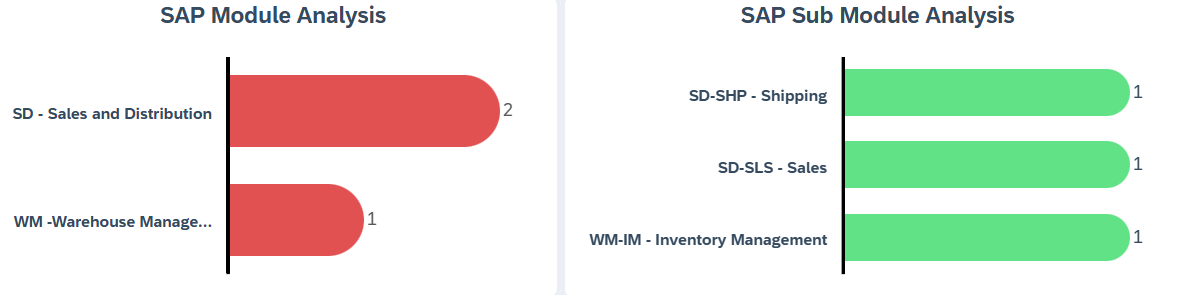 SAP Module Analysis
SD - Sales and Distribution
2
WM -Warehouse Manage...
1
SAP Sub Module Analysis
SD-SHP - Shipping
1
SD-SLS - Sales
1
WM-IM - Inventory Management
1